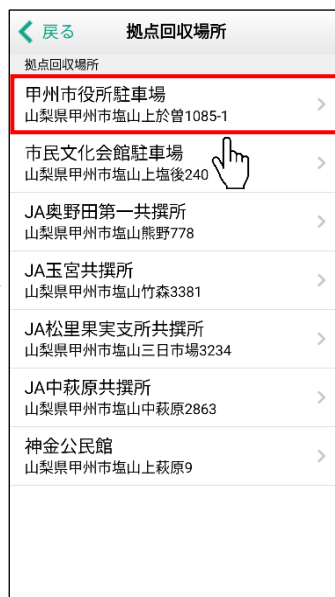 戻る 拠点回収場所
拠点回収場所
甲州市役所駐車場
山梨県甲州市塩山上於曽1085-1
市民文化会館駐車場
山梨県甲州市塩山上塩後240
JA奥野田第一共撰所
山梨県甲州市塩山熊野778
JA玉宮共撰所
山梨県甲州市塩山竹森3381
JA松里果実支所共撰所
山梨県甲州市塩山三日市場3234
JA中萩原共撰所
山梨県甲州市塩山中萩原2863
神金公民館
山梨県甲州市塩山上萩原9